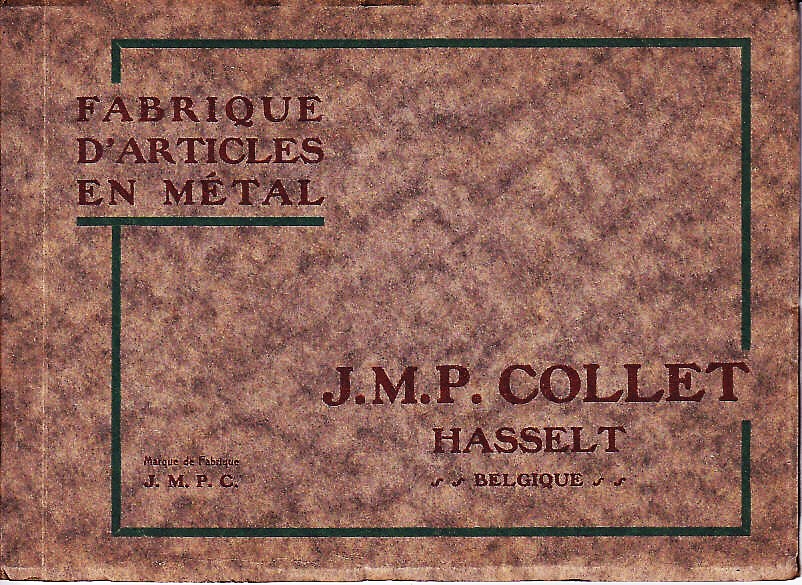 FABRIQUE
D'ARTICLES
EN MÉTAL
J.M.P. COLLET
HASSELT
BELGIQUE
Marque de Fabrique
J. M. P. C.